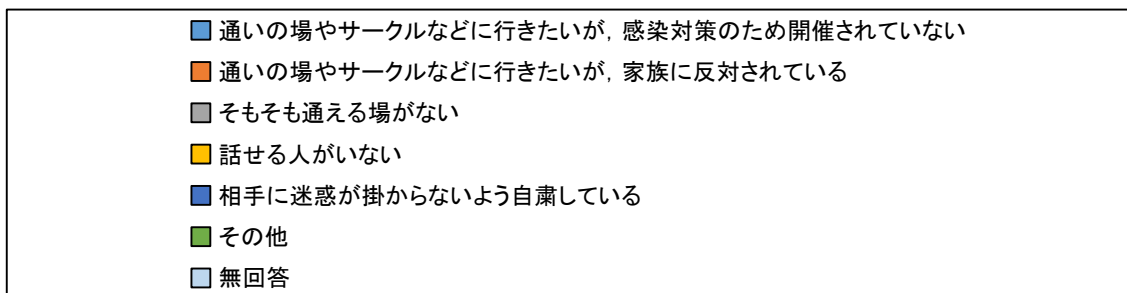 通いの場やサークルなどに行きたいが，感染対策のため開催されていない
通いの場やサークルなどに行きたいが，家族に反対されている
そもそも通える場がない
話せる人がいない
相手に迷惑が掛からないよう自粛している
その他
無回答